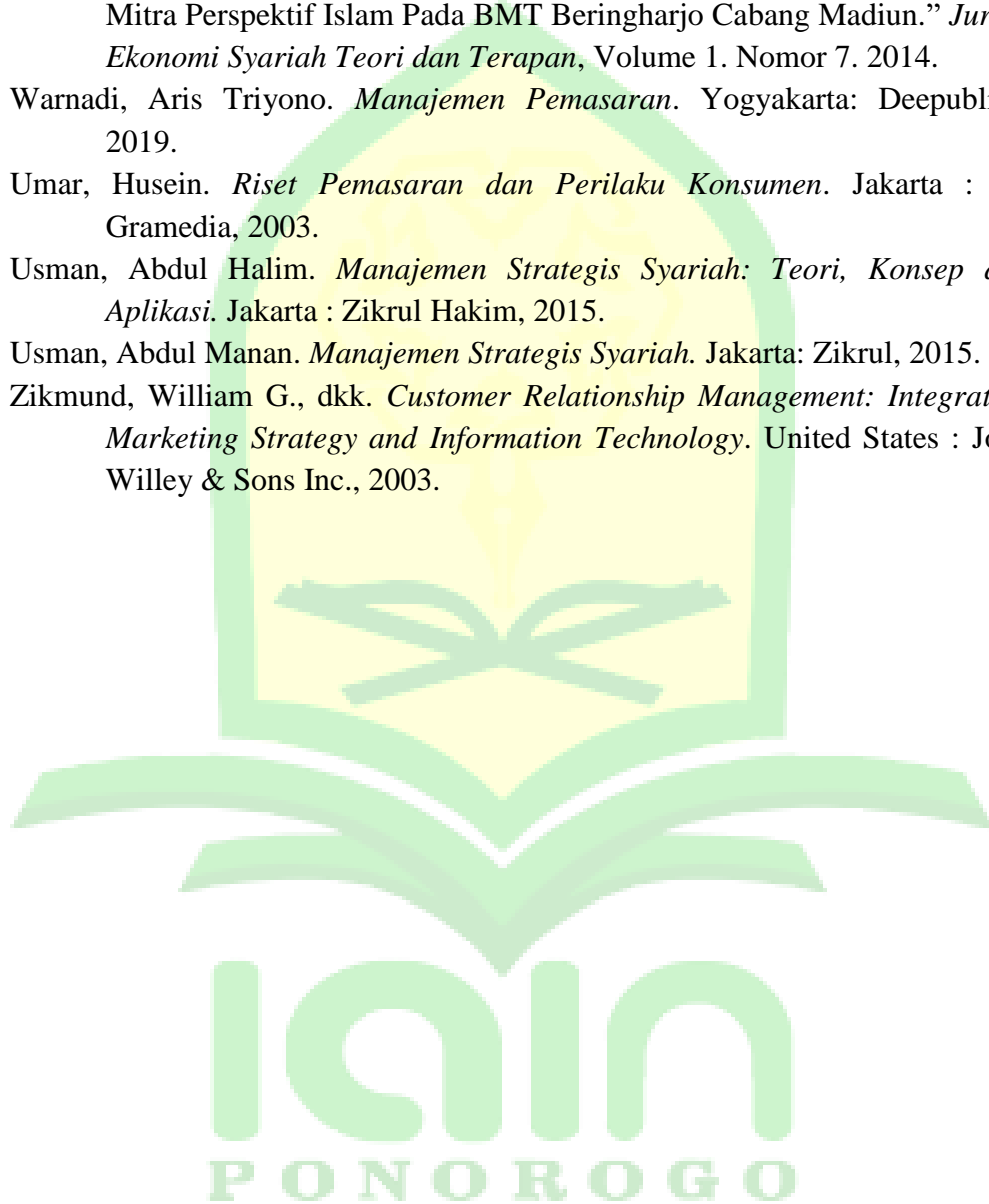 Mitra Perspektif Islam Pada BMT Beringharjo Cabang Madiun.” Jur
Ekonomi Syariah Teori dan Terapan, Volume 1. Nomor 7. 2014.
Warnadi, Aris Triyono. Manajemen Pemasaran. Yogyakarta: Deepubli
2019.
Umar, Husein. Riset Pemasaran dan Perilaku Konsumen. Jakarta :
Gramedia, 2003.
Usman, Abdul Halim. Manajemen Strategis Syariah: Teori, Konsep
Aplikasi. Jakarta : Zikrul Hakim, 2015.
Usman, Abdul Manan. Manajemen Strategis Syariah. Jakarta: Zikrul, 2015.
Zikmund, William G., dkk. Customer Relationship Management: Integrat
Marketing Strategy and Information Technology. United States : Jo
Willey & Sons Inc., 2003.
iain
PONOROGO